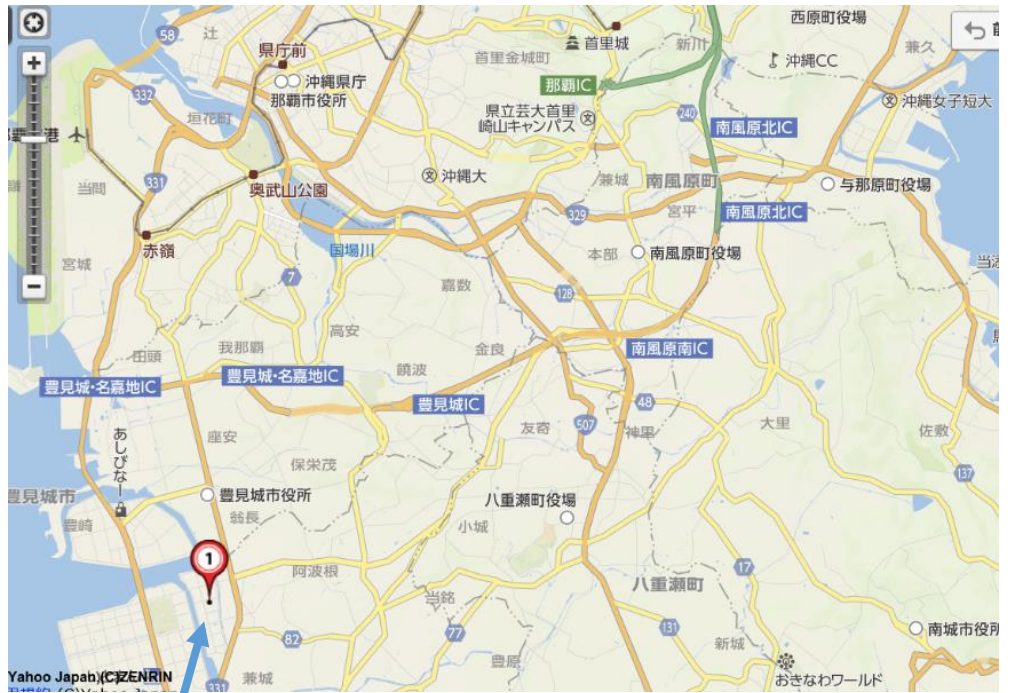 58
辻
県庁前
沖縄県庁
那覇市役所
首里金城町
首里城
新川
西原町役場
沖縄CC
兼久
332
垣花町
那覇IC
県立芸大首里
崎山キャンパス
240
南風原北IC
沖縄女子短大
港
当間
331
奥武山公園
沖縄大
兼城
南風原町
与那原町役場
329
宮平
南風原北IC
赤嶺
国場川
本部
南風原町役場
宮城
7
嘉数
128
高安
田頭
我那覇
金良
南風原南IC
豊見城・名嘉地IC
豊見城・名嘉地IC
饒波
豊見城IC
48
あしびなー
座安
友寄
507
神里
大里
佐敷
保栄茂
137
豊見城市
豊見城市役所
八重瀬町役場
豊崎
翁長
小城
1
阿波根
17
当銘
八重瀬町
82
77
131
新城
南城市役所
豊原
おきなわワールド
Yahoo Japan,(C)ZENRIN
331
兼城